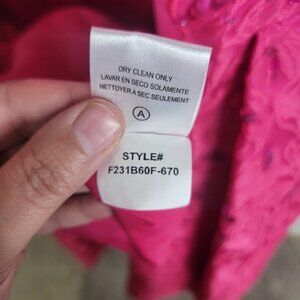 DRY CLEAN ONLY
LAVAR EN SECO SOLAMENTE
NETTOYER A SEC SEULEMENT
A
STYLE#
F231B60F-670